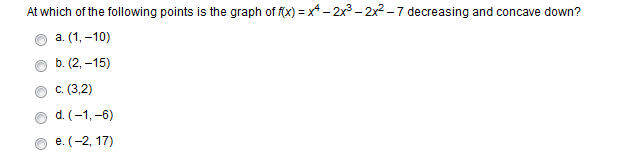 At which of the following points is the graph of f(x) = x⁴ – 2x³ – 2x² – 7 decreasing and concave down?
a. (1, –10)
b. (2, –15)
c. (3,2)
d. (–1, –6)
e. (–2, 17)